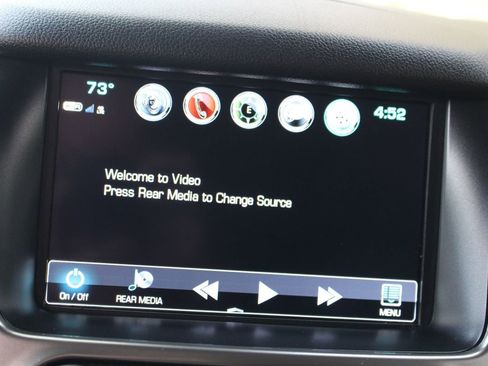 73°
4:52
Welcome to Video
Press Rear Media to Change Source
On / Off
REAR MEDIA
MENU